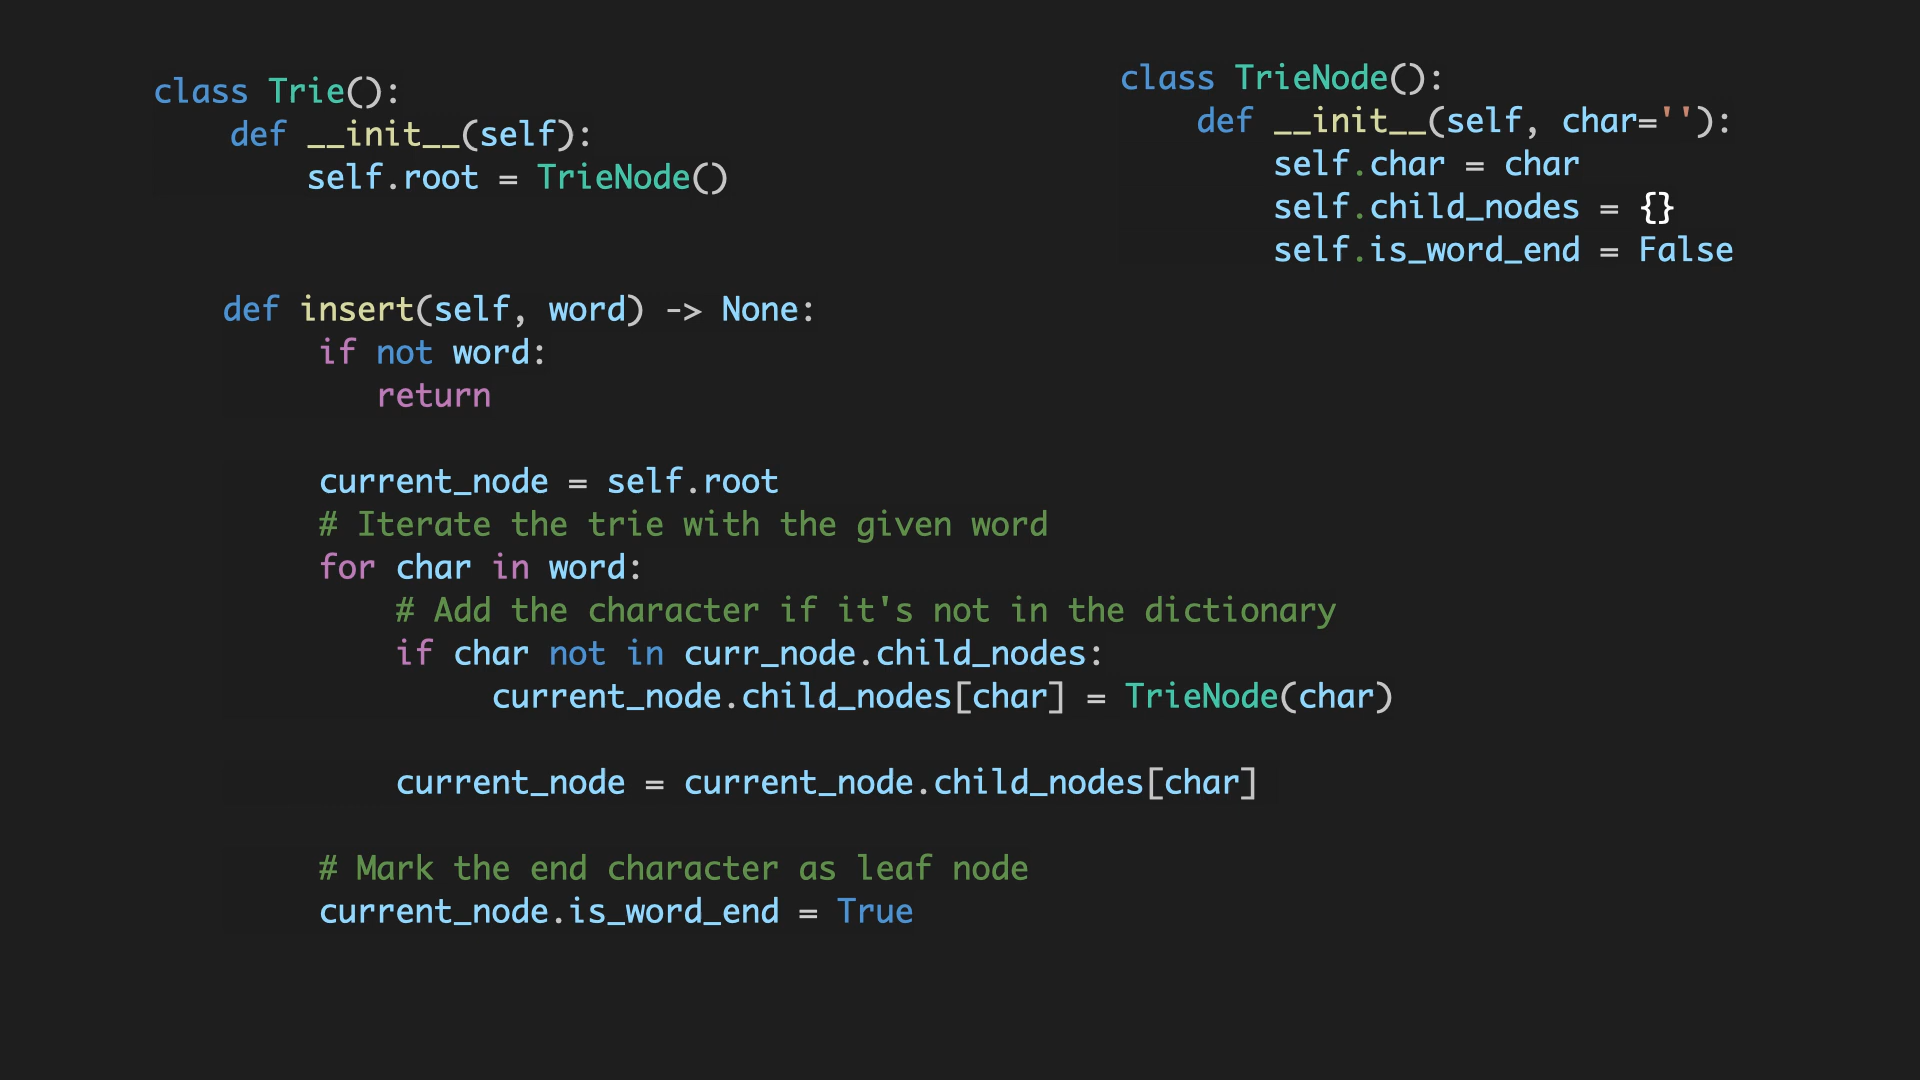 class Trie():
    def __init__(self):
        self.root = TrieNode()
    def insert(self, word) -> None:
        if not word:
           return
        current_node = self.root
        # Iterate the trie with the given word
        for char in word:
            # Add the character if it's not in the dictionary
            if char not in curr_node.child_nodes:
                 current_node.child_nodes[char] = TrieNode(char)
            current_node = current_node.child_nodes[char]
        # Mark the end character as leaf node
        current_node.is_word_end = True
class TrieNode():
    def __init__(self, char=''):
        self.char = char
        self.child_nodes = {}
        self.is_word_end = False